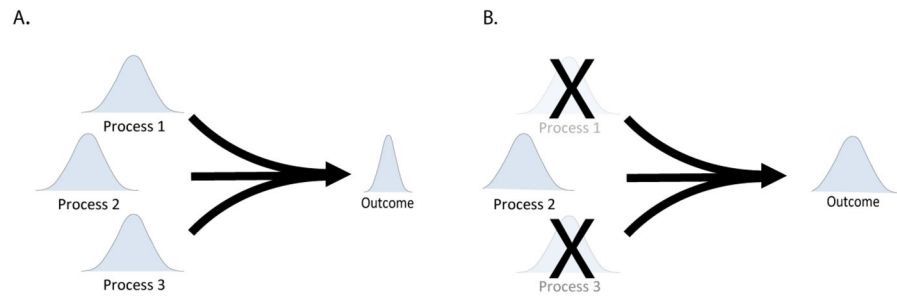 A.
Process 1
Process 2
Process 3
Outcome
B.
Process 1
Process 2
Process 3
Outcome